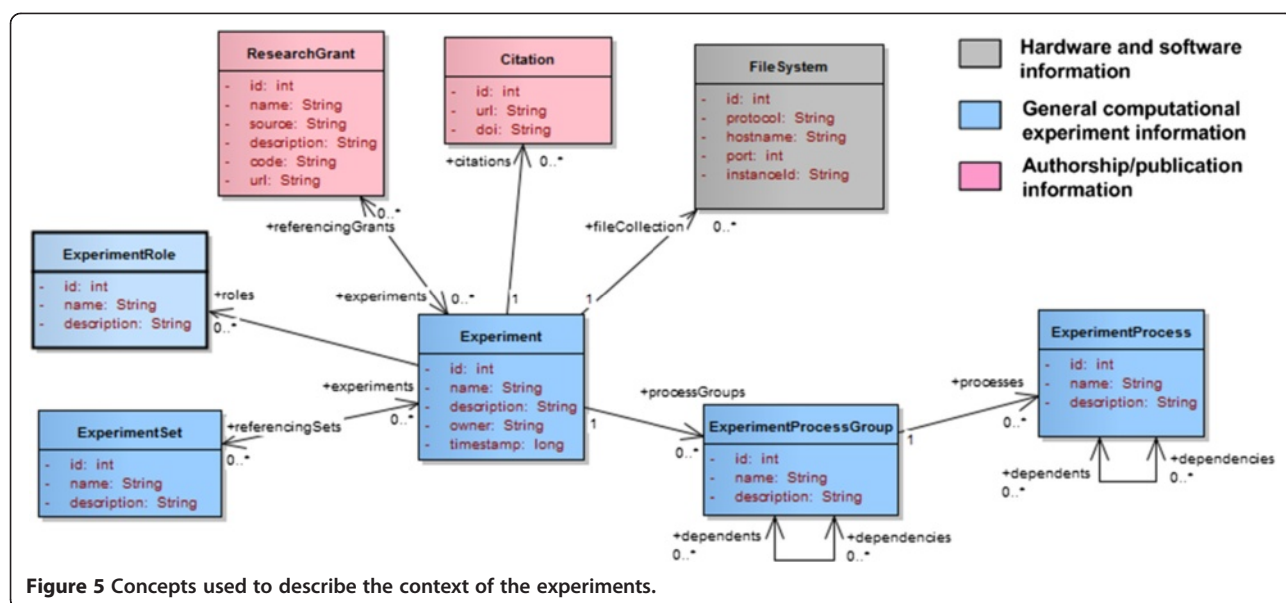 ResearchGrant
- id: int
- name: String
- source: String
- description: String
- code: String
- url: String
Citation
- id: int
- url: String
- doi: String
FileSystem
- id: int
- protocol: String
- hostname: String
- port: int
- instanceId: String
Hardware and software
information
General computational
experiment information
Authorship/publication
information
+citations
0..*
0..*
+referencingGrants
+fileCollection
0..*
ExperimentRole
- id: int
- name: String
- description: String
+roles
0..*
+experiments
0..*
1
1
Experiment
- id: int
- name: String
- description: String
- owner: String
- timestamp: long
ExperimentProcess
- id: int
- name: String
- description: String
+experiments
0..*
+referencingSets
0..*
ExperimentSet
- id: int
- name: String
- description: String
1
+processGroups
0..*
ExperimentProcessGroup
- id: int
- name: String
- description: String
+processes
0..*
1
+dependents
0..*
+dependencies
0..*
+dependents
0..*
+dependencies
0..*
Figure 5 Concepts used to describe the context of the experiments.